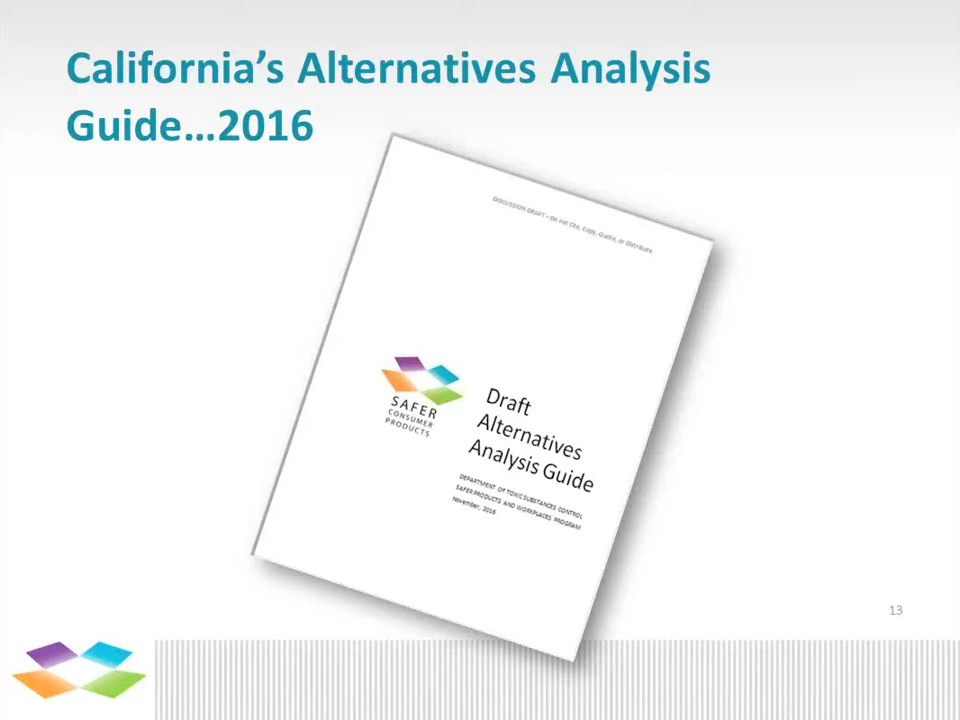 California's Alternatives Analysis
Guide...2016
DISCUSSION DRAFT – Do not Cite, Copy, Quote, or Distribute
SAFER
CONSUMER
PRODUCTS
Draft
Alternatives
Analysis Guide
DEPARTMENT OF TOXIC SUBSTANCES CONTROL
SAFER PRODUCTS AND WORKPLACES PROGRAM
November, 2016
13